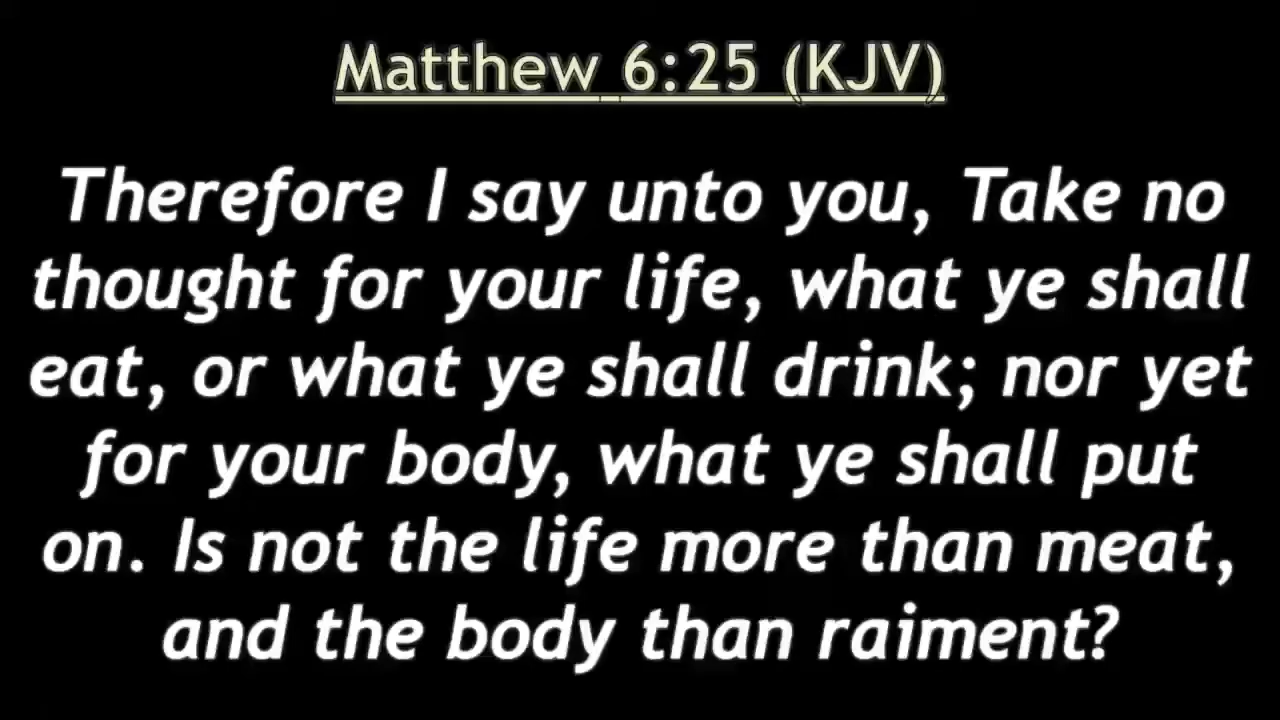 Matthew 6:25 (KJV)
Therefore I say unto you, Take no
thought for your life, what ye shall
eat, or what ye shall drink; nor yet
for your body, what ye shall put
on. Is not the life more than meat,
and the body than raiment?